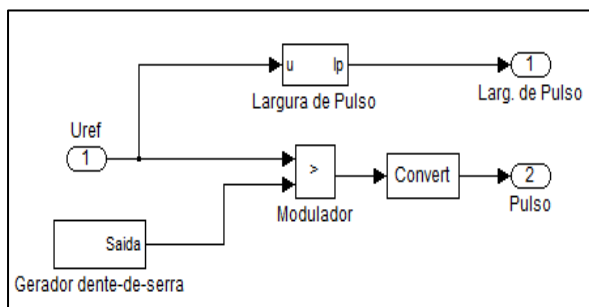 u lp
1
Largura de Pulso
Larg. de Pulso
Uref
1
>
Convert
2
Modulador
Pulso
Saida
Gerador dente-de-serra